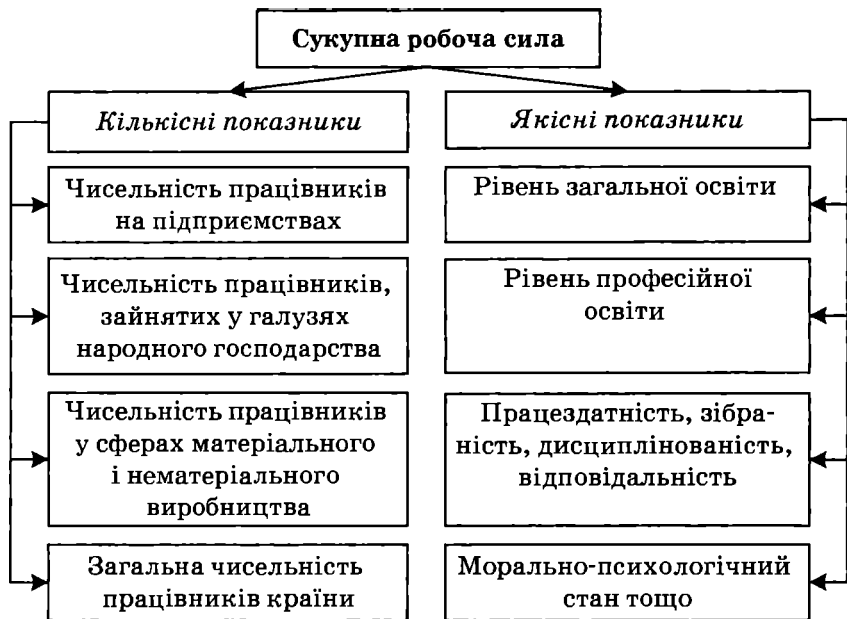 Сукупна робоча сила
Кількісні показники
Чисельність працівників
на підприємствах
Чисельність працівників,
зайнятих у галузях
народного господарства
Чисельність працівників
у сферах матеріального
і нематеріального
виробництва
Загальна чисельність
працівників країни
Якісні показники
Рівень загальної освіти
Рівень професійної
освіти
Працездатність, зібра-
ність, дисциплінованість,
відповідальність
Морально-психологічний
стан тощо